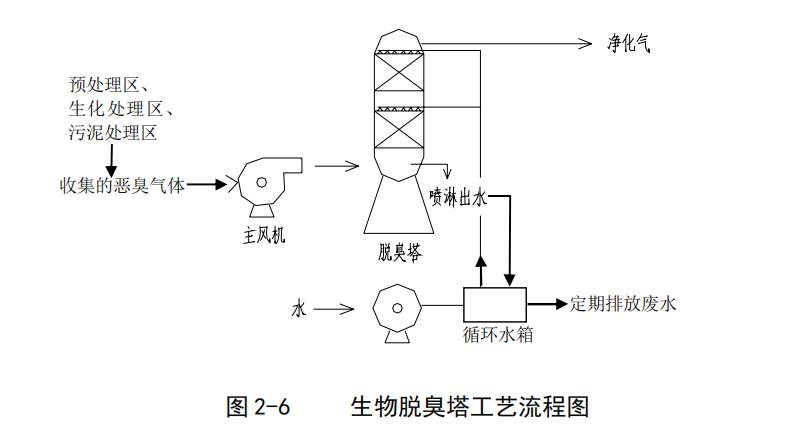 净化气
预处理区、
生化处理区、
污泥处理区
收集的恶臭气体
主风机
喷淋出水
脱臭塔
水
定期排放废水
循环水箱
图 2-6 生物脱臭塔工艺流程图